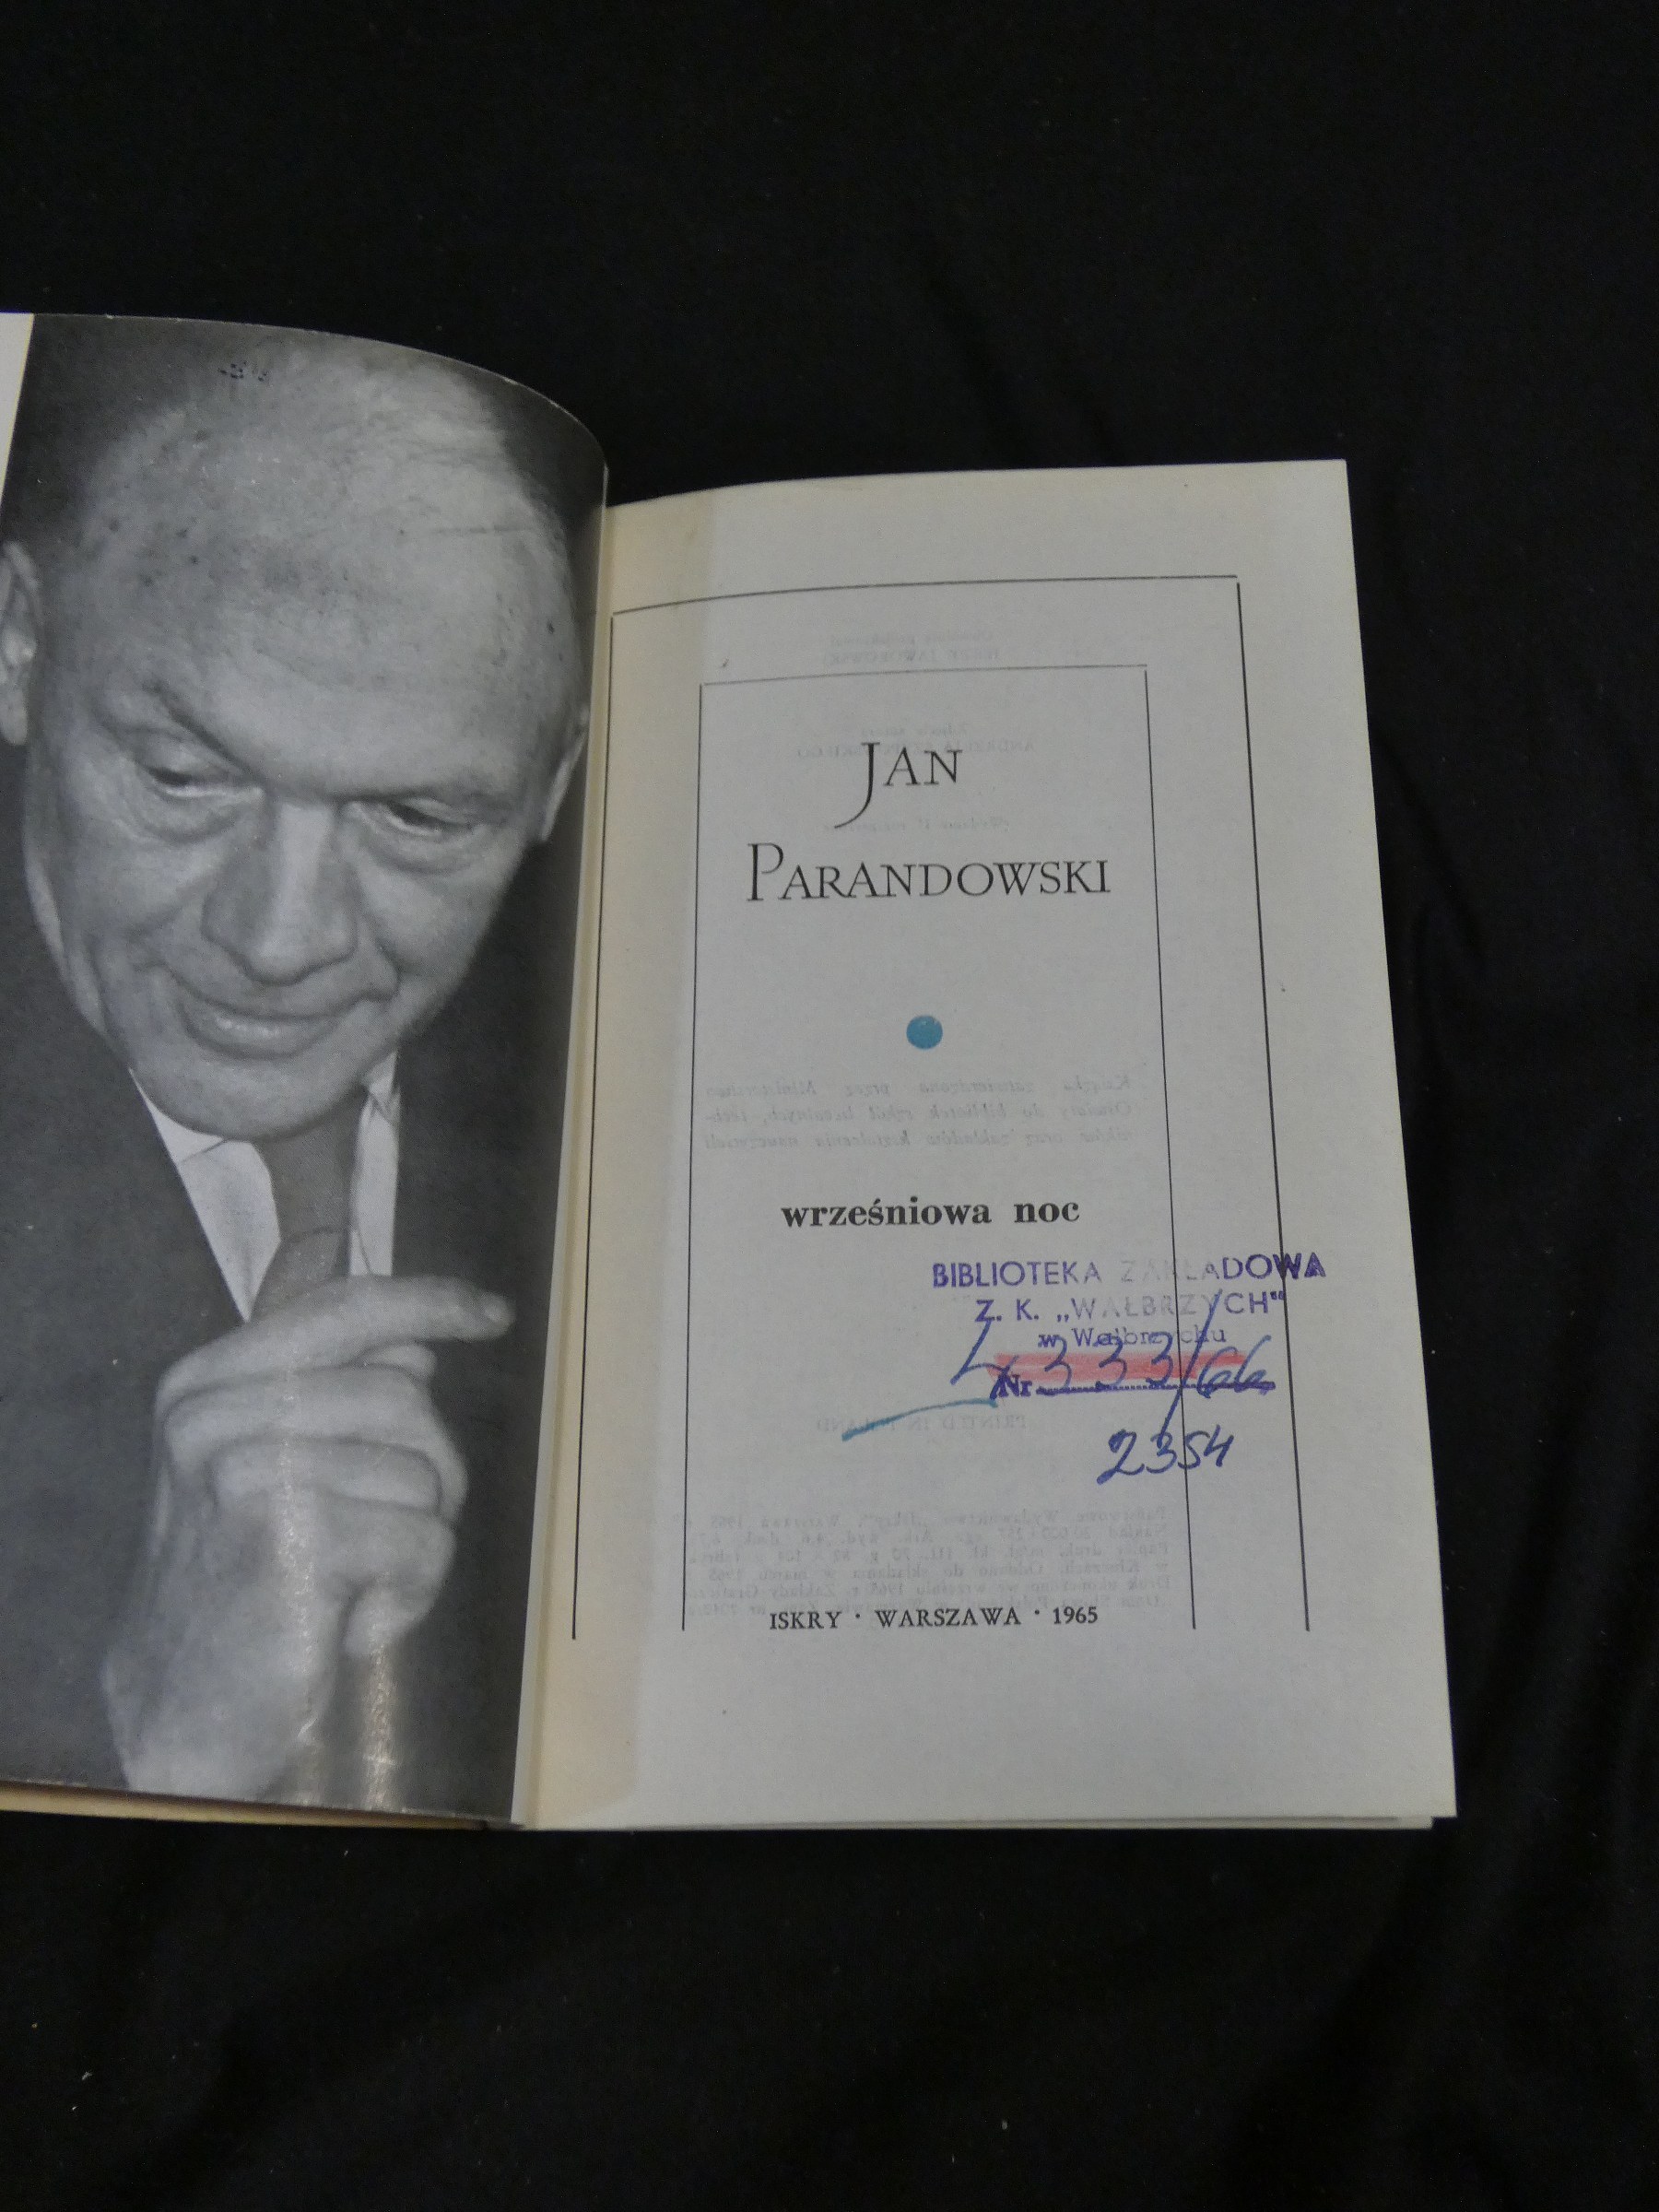 JAN
PARANDOWSKI
wrześniowa noc
BIBLIOTEKA ZAKŁADOWA
Z. K. „WAŁBRZYCH"
w Wałbrzychu
Nr 333/66
2354
ISKRY · WARSZAWA · 1965